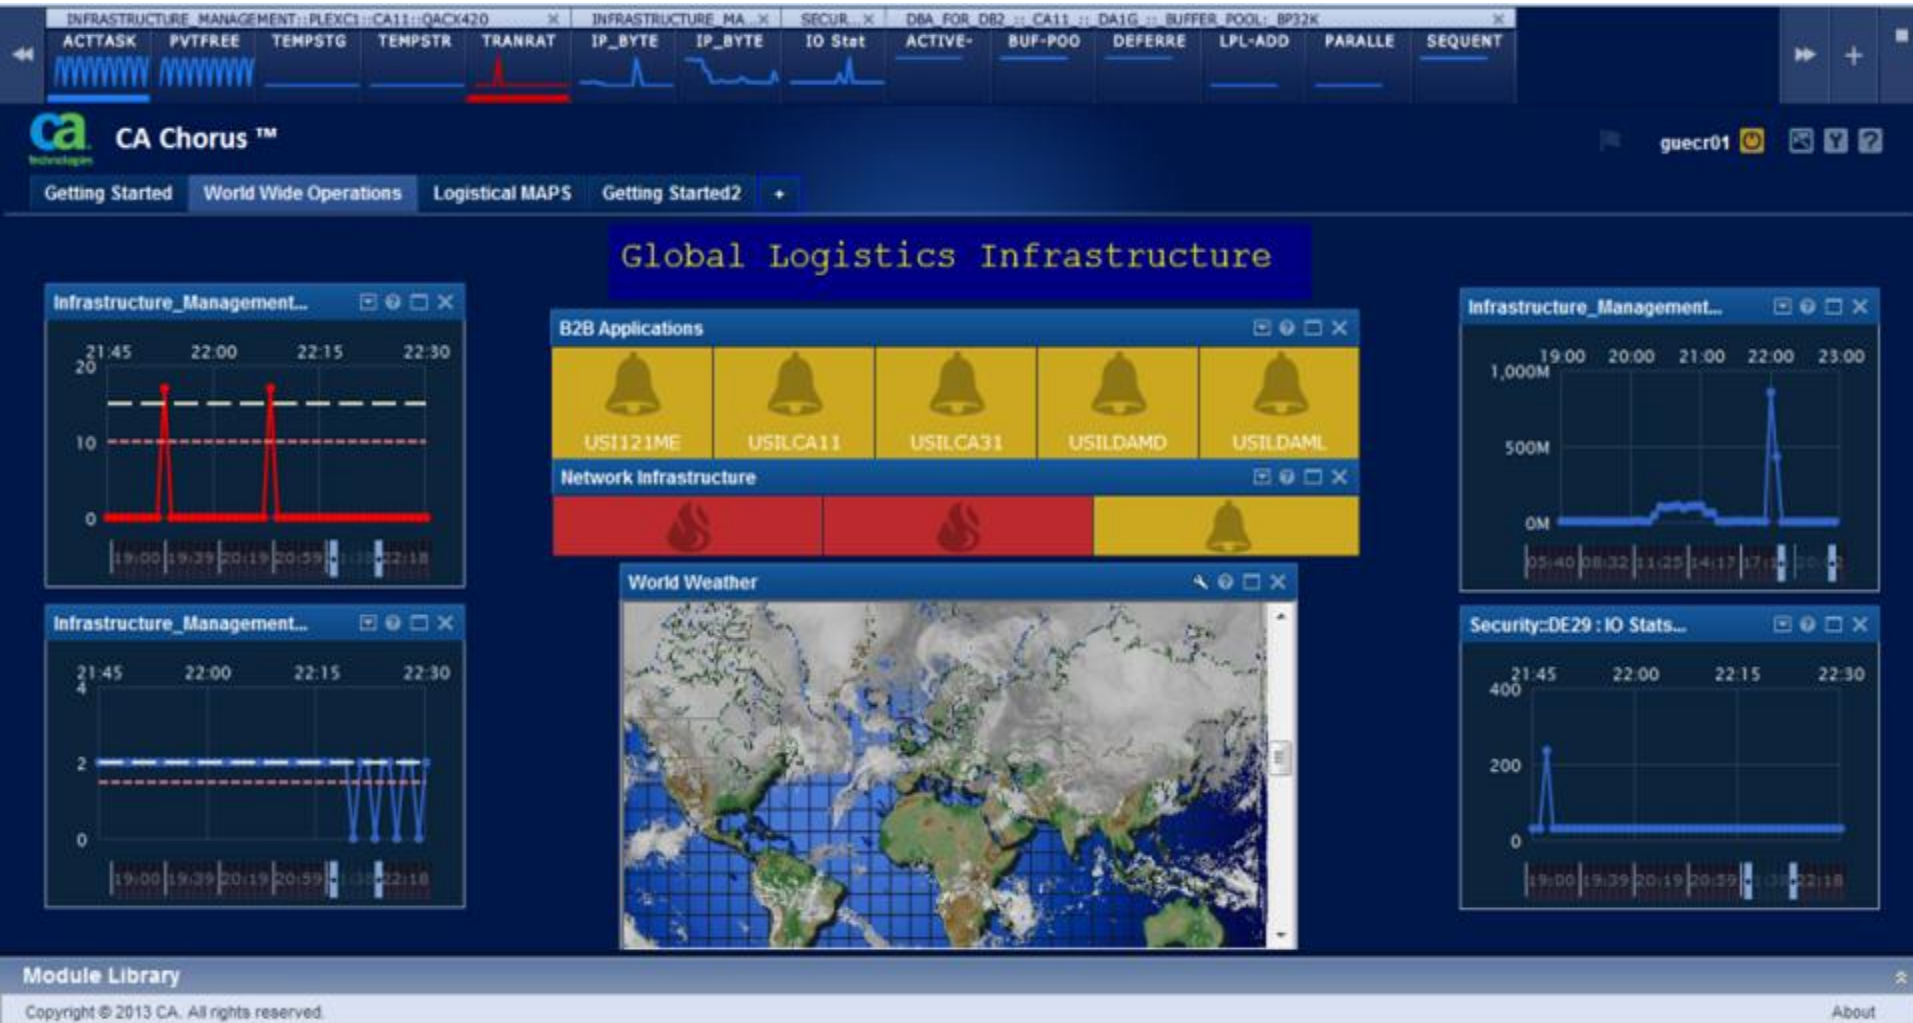 INFRASTRUCTURE_MANAGEMENT::PLEXC1::CA11::QACK420 INFRASTRUCTURE_MA... SECUR... DBA_FOR_DB2 :: CA11 :: DA1G :: BUFFER_POOL: BP32K
ACTTASK PVTFREE TEMPSTG TEMPSTR TRANRAT IP_BYTE IP_BYTE IO Stat ACTIVE- BUF-POO DEFERRE LPL-ADD PARALLE SEQUENT
ca technologies
CA Chorus ™
guecr01
Getting Started World Wide Operations Logistical MAPS Getting Started2 +
Global Logistics Infrastructure
Infrastructure_Management...
21:45 22:00 22:15 22:30
20
10
0
19:00 19:39 20:19 20:59 22:18
Infrastructure_Management...
21:45 22:00 22:15 22:30
4
2
0
19:00 19:39 20:19 20:59 22:18
B2B Applications
USI121ME USILCA11 USILCA31 USILDAMD USILDAML
Network Infrastructure
World Weather
Infrastructure_Management...
19:00 20:00 21:00 22:00 23:00
1,000M
500M
0M
05:40 08:32 11:25 14:17
Security::DE29 : IO Stats...
21:45 22:00 22:15 22:30
400
200
0
19:00 19:39 20:19 20:59 22:18
Module Library
Copyright © 2013 CA. All rights reserved.
About